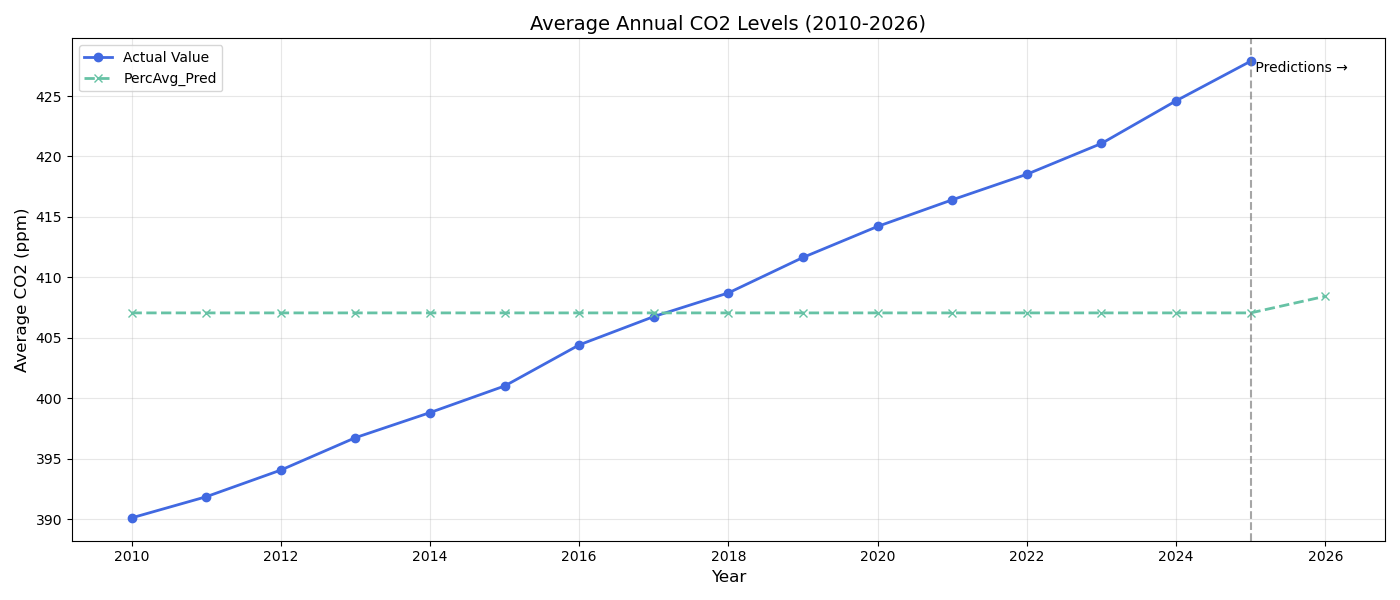 Average Annual CO2 Levels (2010-2026)
Actual Value
PercAvg_Pred
Predictions →
Average CO2 (ppm)
425
420
415
410
405
400
395
390
2010 2012 2014 2016 2018 2020 2022 2024 2026
Year